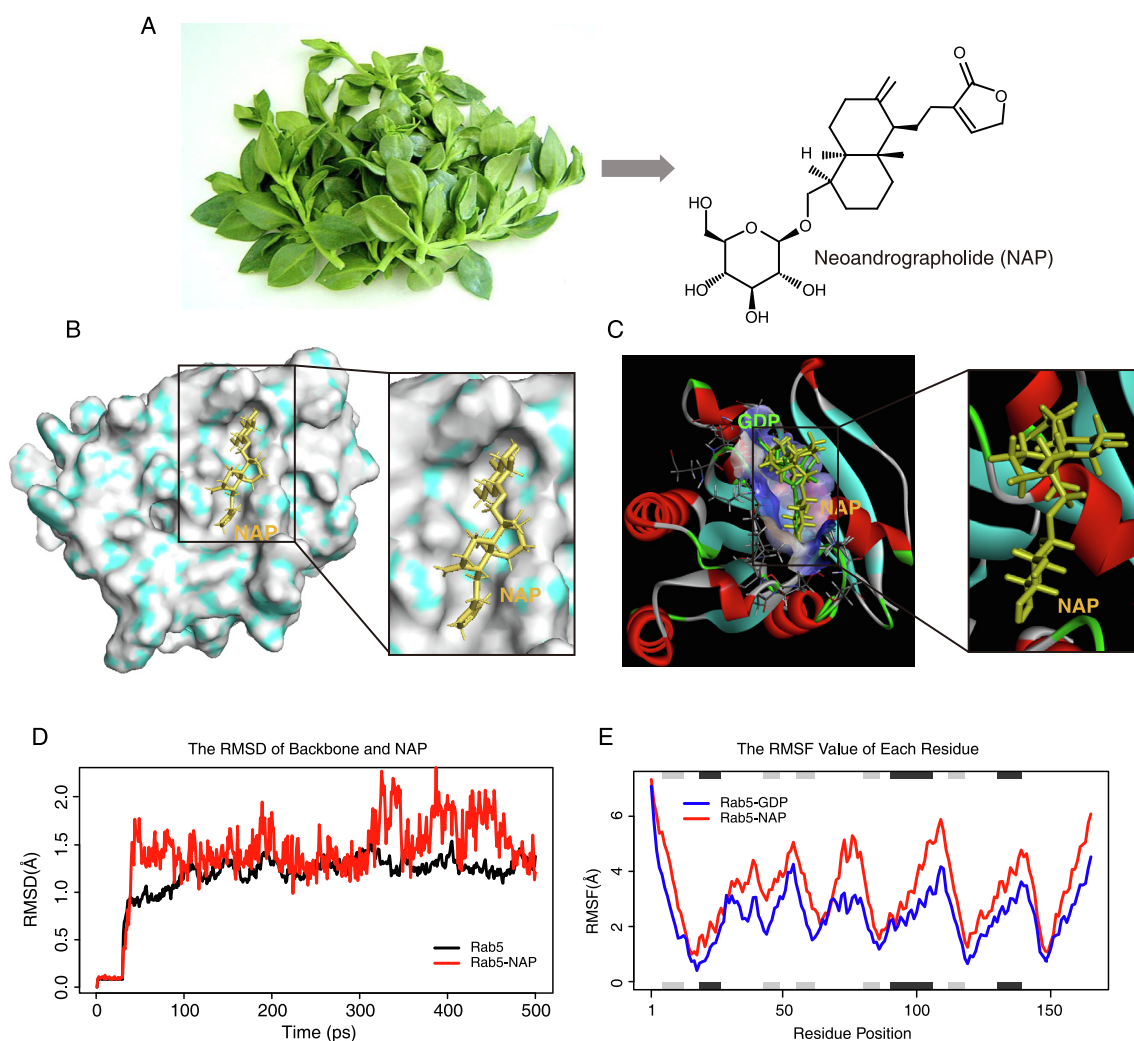 A
O
O
H
HO
O
O
HO
OH
OH
Neoandrographolide (NAP)
B
NAP
NAP
C
GDP
NAP
NAP
D
The RMSD of Backbone and NAP
RMSD(Å)
2.0
1.5
1.0
0.5
0.0
Rab5
Rab5-NAP
0
100
200
300
400
500
Time (ps)
E
The RMSF Value of Each Residue
RMSF(Å)
6
4
2
0
Rab5-GDP
Rab5-NAP
1
50
100
150
Residue Position